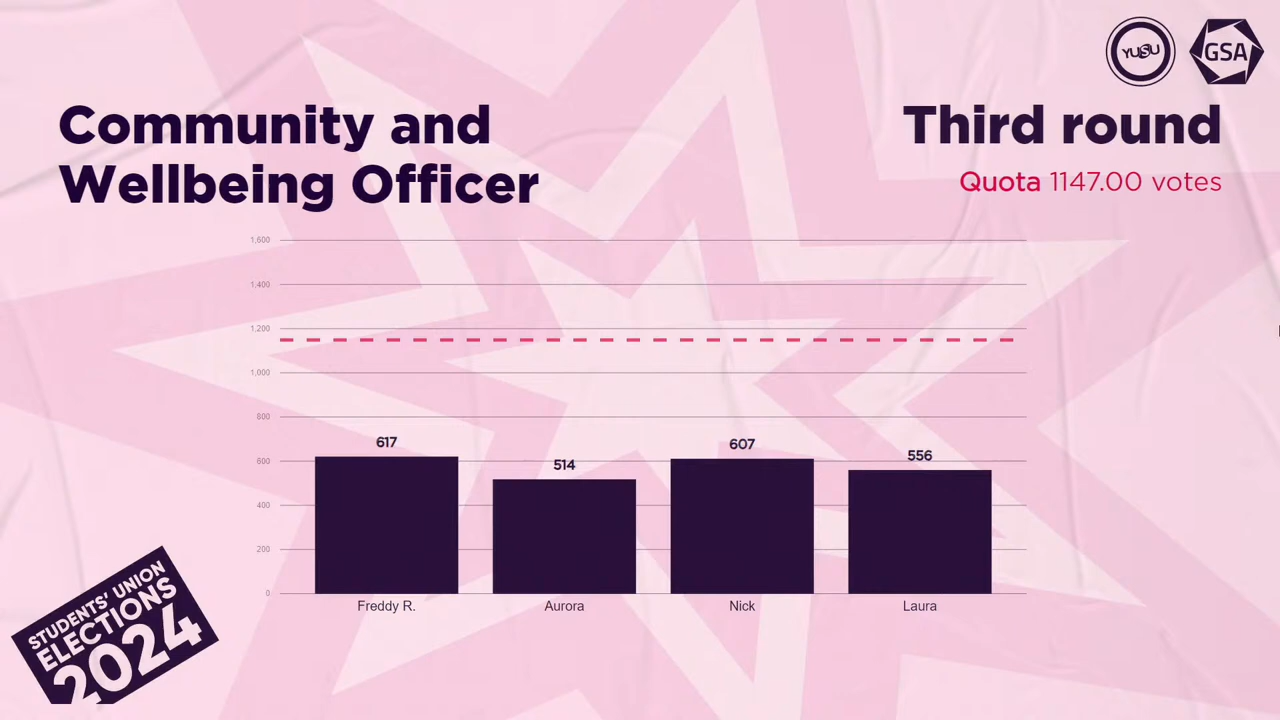 YUSU
GSA
Community and
Wellbeing Officer
Third round
Quota 1147.00 votes
1,600
1,400
1,200
1,000
800
600
400
200
0
617
514
607
556
Freddy R.
Aurora
Nick
Laura
STUDENTS' UNION
ELECTIONS
2024